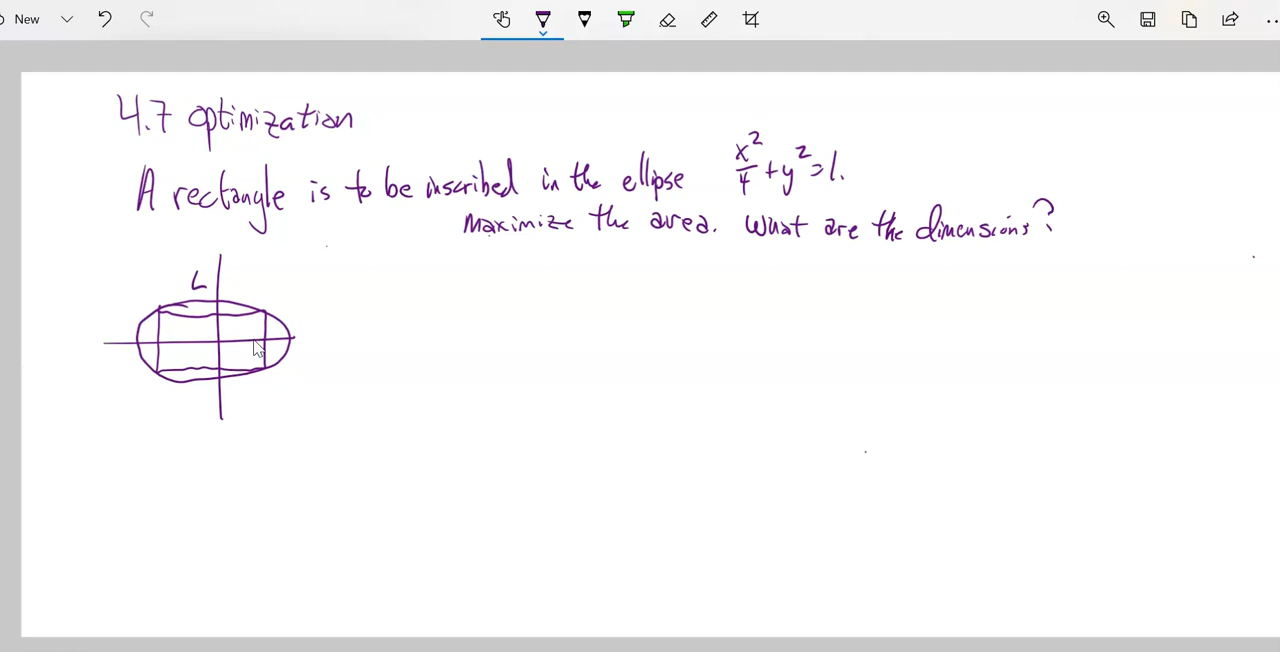 New
4.7 optimization
A rectangle is to be inscribed in the ellipse x²/4 + y² = 1.
Maximize the area. What are the dimensions?
L